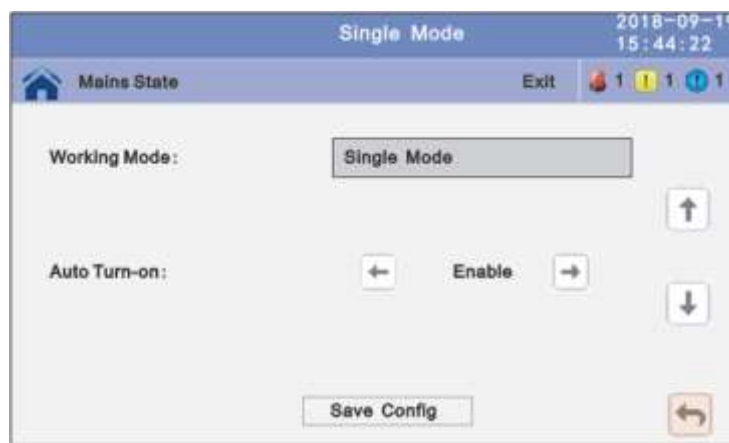 Single Mode
2018-09-19
15:44:22
Mains State Exit 1 1 1
Working Mode: Single Mode
Auto Turn-on: Enable
Save Config